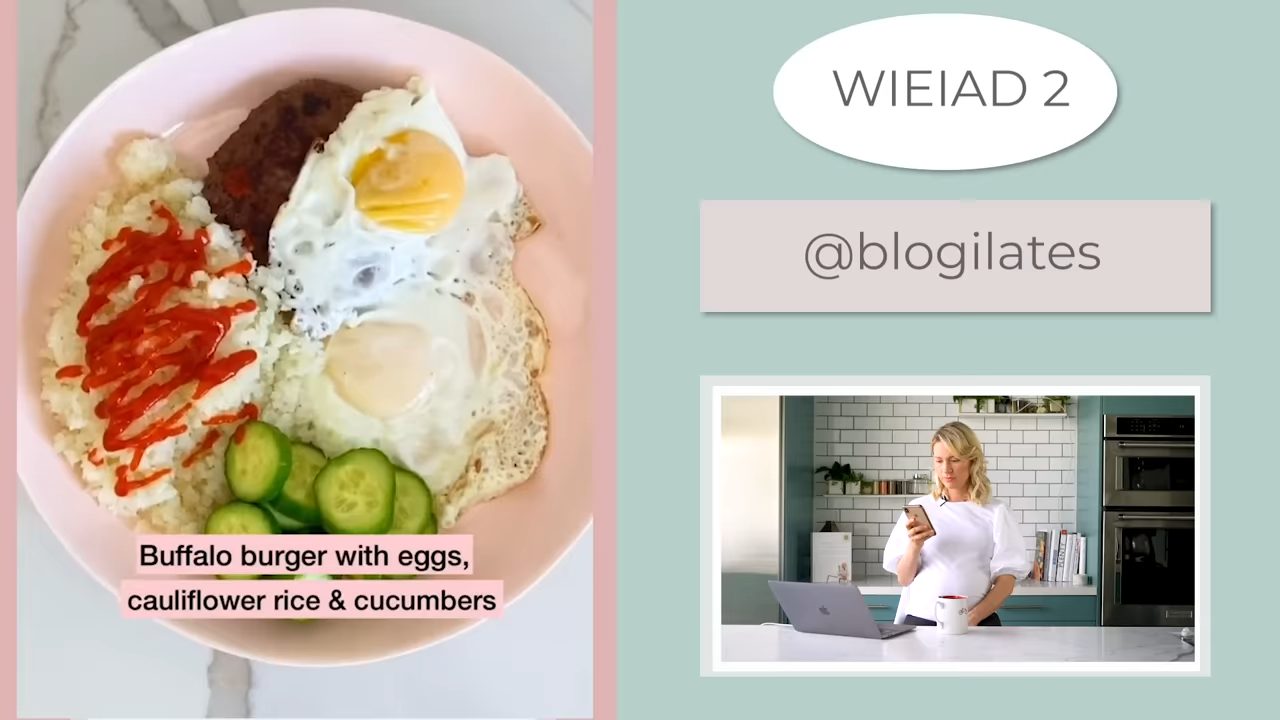 Buffalo burger with eggs,
cauliflower rice & cucumbers
WIEIAD 2
@blogilates